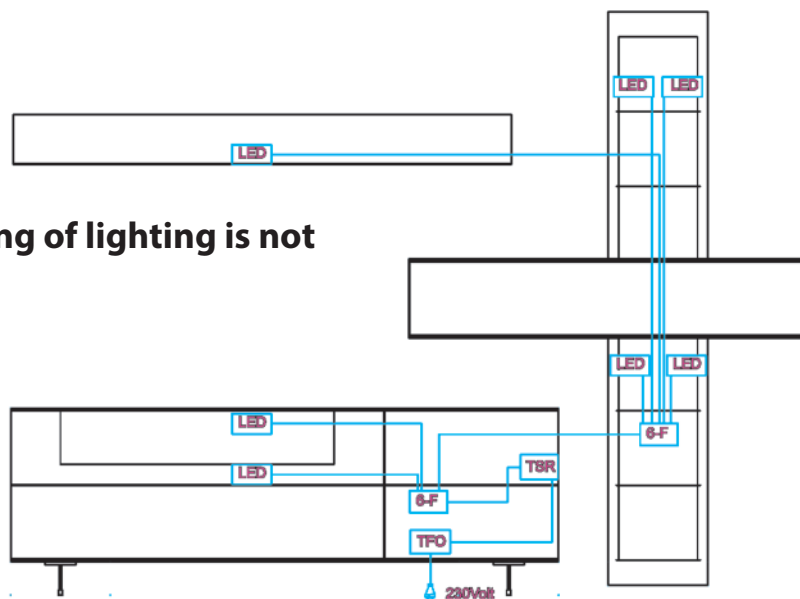 LED LED
LED
ng of lighting is not
LED LED
LED
6-F
LED
TSR
6-F
TFO
230Volt